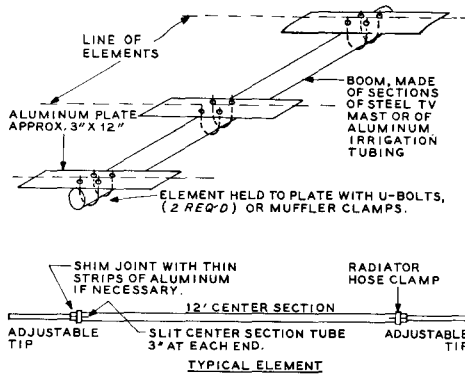 LINE OF
ELEMENTS
BOOM, MADE
OF SECTIONS
OF STEEL TV
MAST OR OF
ALUMINUM
IRRIGATION
TUBING
ALUMINUM PLATE
APPROX. 3" X 12"
ELEMENT HELD TO PLATE WITH U-BOLTS,
(2 REQ'D) OR MUFFLER CLAMPS.
SHIM JOINT WITH THIN
STRIPS OF ALUMINUM
IF NECESSARY.
RADIATOR
HOSE CLAMP
12' CENTER SECTION
ADJUSTABLE
TIP
SLIT CENTER SECTION TUBE
3" AT EACH END.
ADJUSTABLE
TIP
TYPICAL ELEMENT